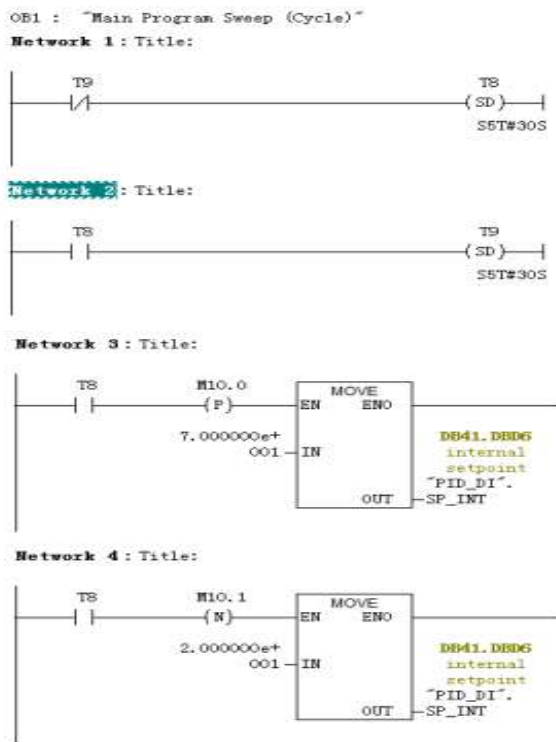 OB1 : "Main Program Sweep (Cycle)"
Network 1: Title:
T9 T8
(SD)
S5T#30S
Network 2: Title:
T8 T9
(SD)
S5T#30S
Network 3: Title:
T8 M10.0 MOVE
(P) EN ENO
7.000000e+ DB41.DBD6
001 IN internal
setpoint
"PID_DI".
OUT SP_INT
Network 4: Title:
T8 M10.1 MOVE
(N) EN ENO
2.000000e+ DB41.DBD6
001 IN internal
setpoint
"PID_DI".
OUT SP_INT